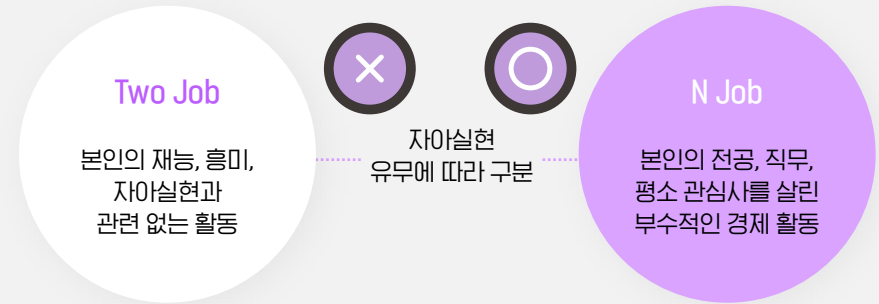 Two Job
본인의 재능, 흥미,
자아실현과
관련 없는 활동
자아실현
유무에 따라 구분
N Job
본인의 전공, 직무,
평소 관심사를 살린
부수적인 경제 활동